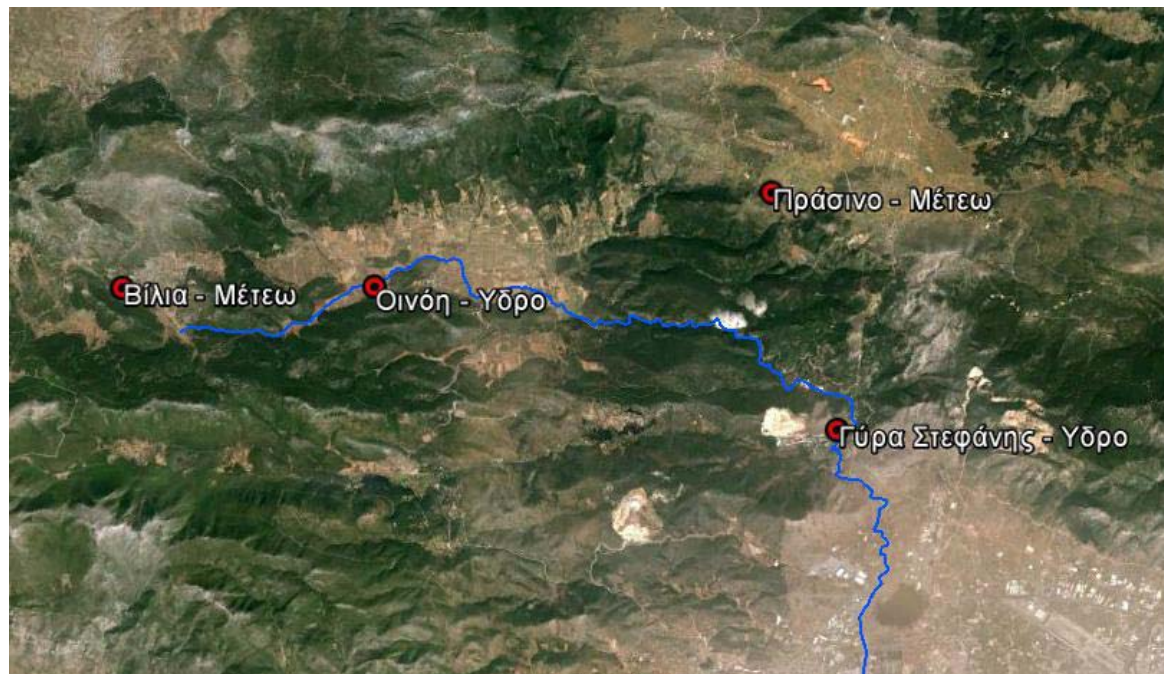 Πράσινο - Μέτεω
Βίλια - Μέτεω
Οινόη - Υδρο
Γύρα Στεφάνης - Υδρο